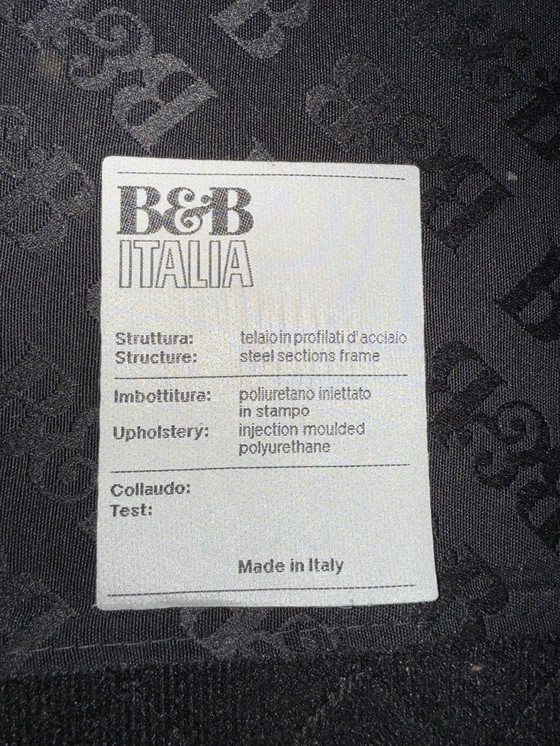 B&B
ITALIA
Struttura: telaio in profilati d'acciaio
Structure: steel sections frame
Imbottitura: poliuretano iniettato
in stampo
Upholstery: injection moulded
polyurethane
Collaudo:
Test:
Made in Italy